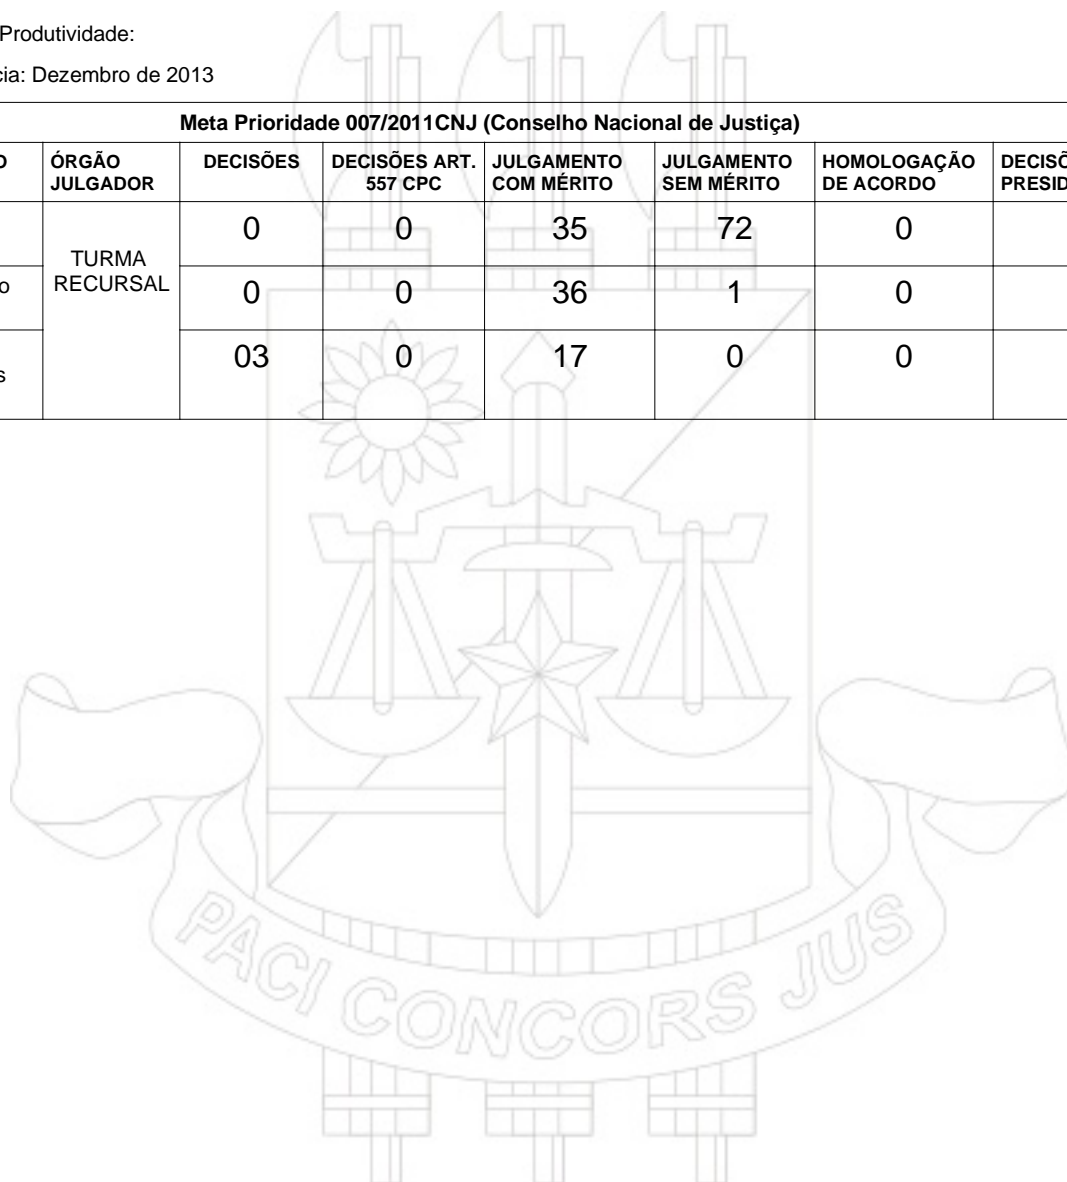 Produtividade:
cia: Dezembro de 2013
Meta Prioridade 007/2011CNJ (Conselho Nacional de Justiça)
O ÓRGÃO JULGADOR DECISÕES DECISÕES ART. 557 CPC JULGAMENTO COM MÉRITO JULGAMENTO SEM MÉRITO HOMOLOGAÇÃO DE ACORDO DECISÕ PRESID
TURMA RECURSAL
0 0 35 72 0
o 0 0 36 1 0
s 03 0 17 0 0
PACI CONCORS JUS